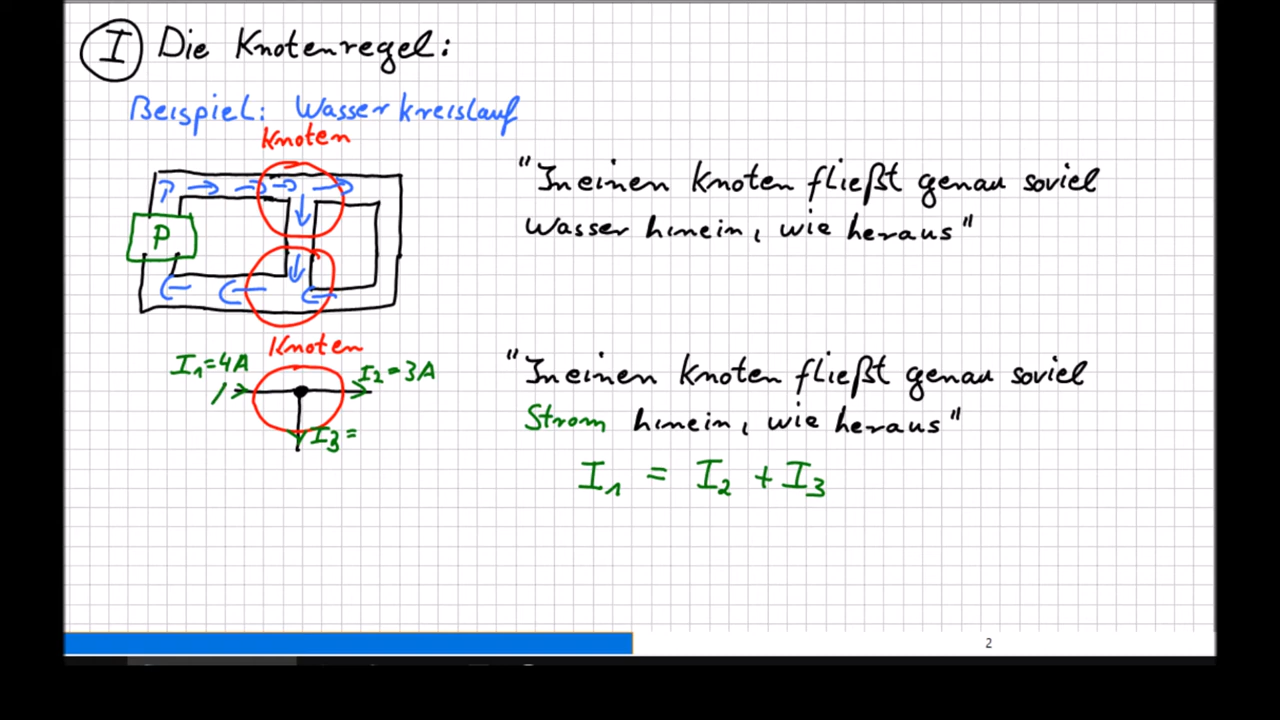 I Die Knotenregel:
Beispiel: Wasserkreislauf
Knoten
P
"In einen Knoten fließt genau soviel
Wasser hinein, wie heraus"
Knoten
I1=4A
I2=3A
I3=
"In einen Knoten fließt genau soviel
Strom hinein, wie heraus"
I1 = I2 + I3
2